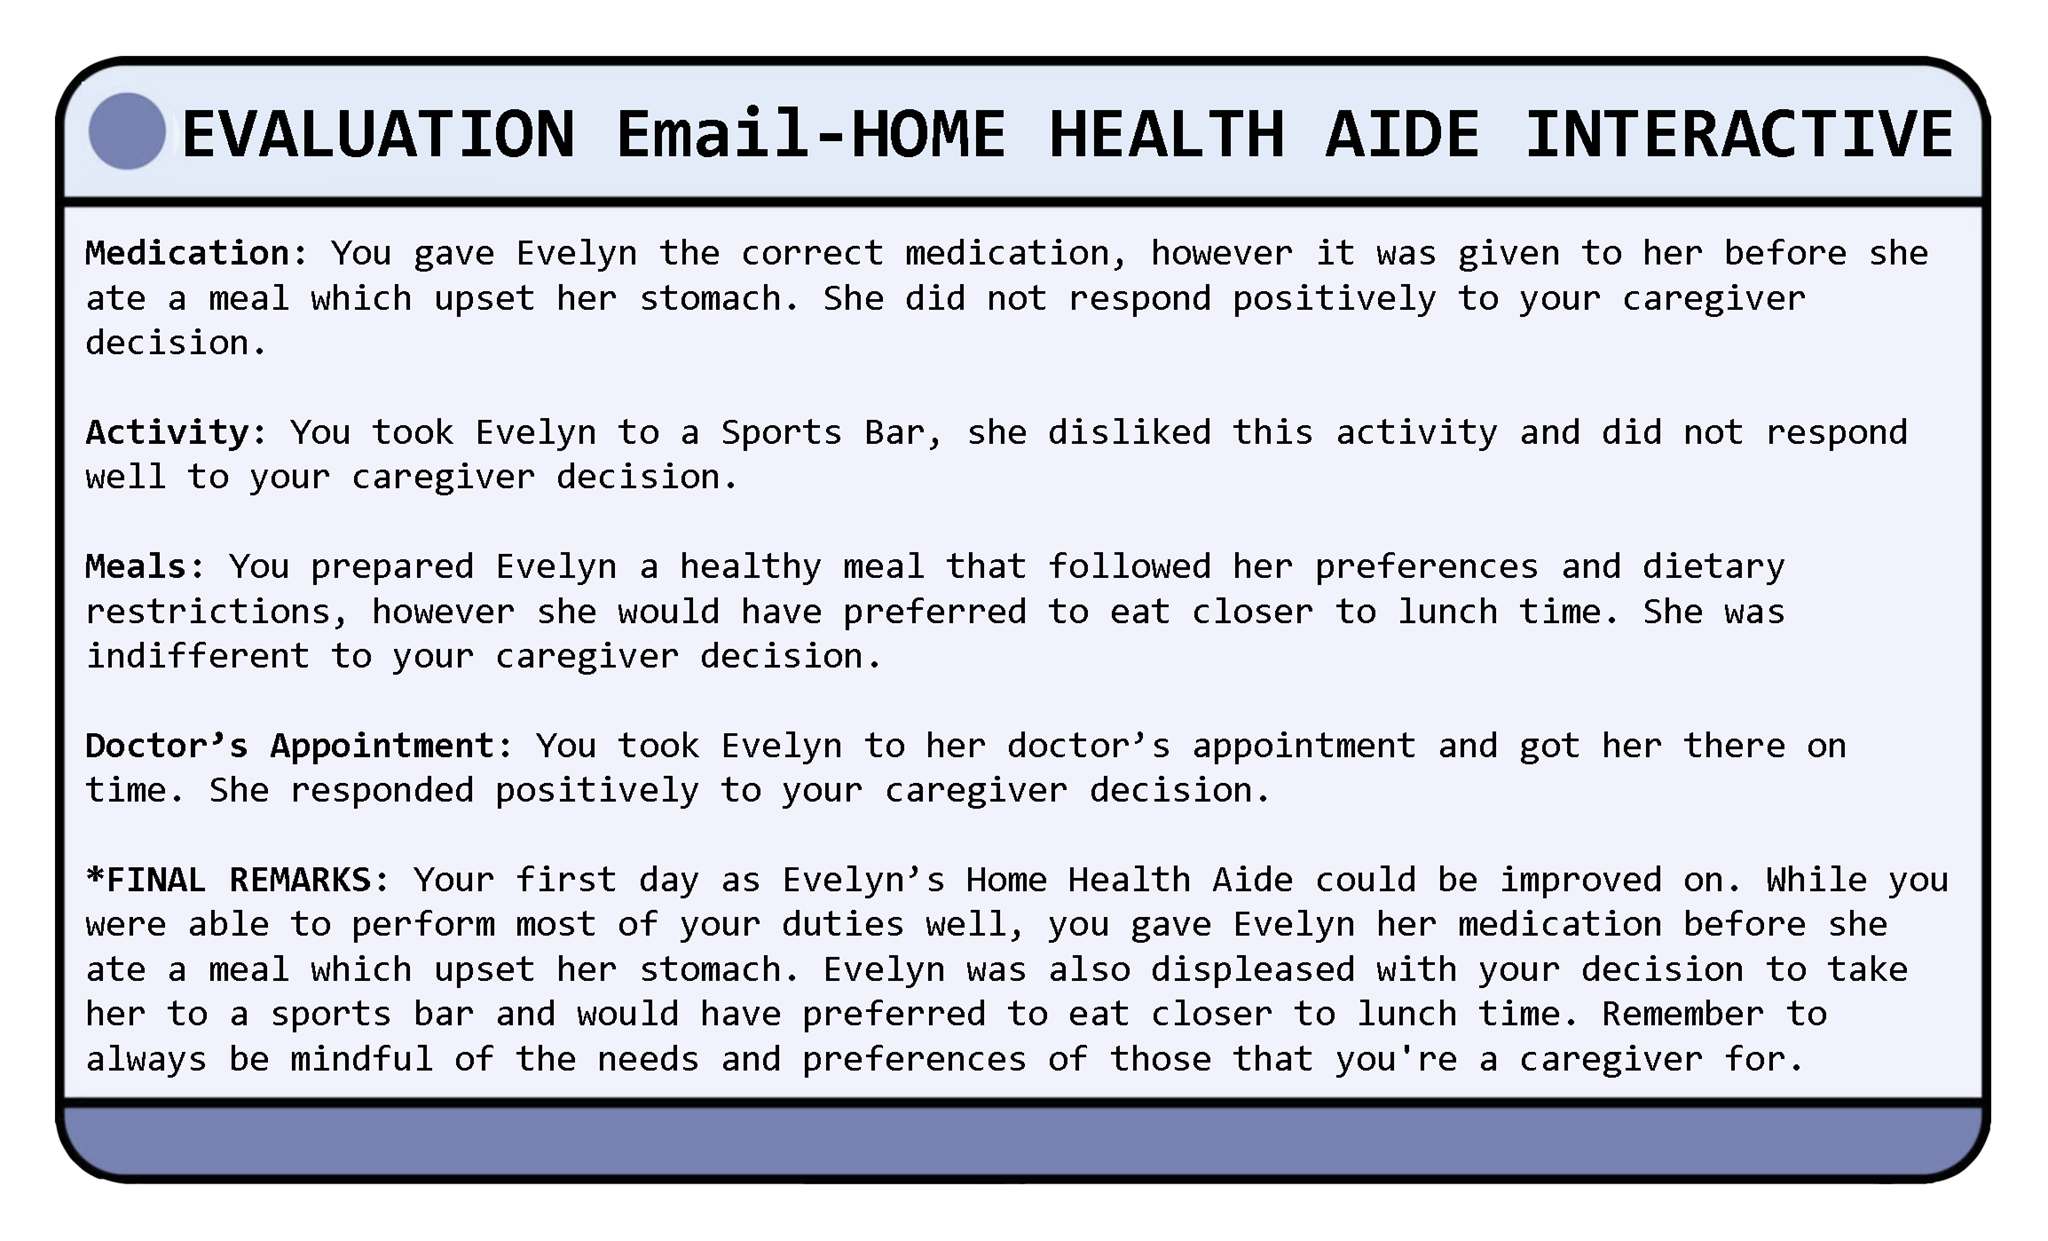 EVALUATION Email-HOME HEALTH AIDE INTERACTIVE
Medication: You gave Evelyn the correct medication, however it was given to her before she
ate a meal which upset her stomach. She did not respond positively to your caregiver
decision.
Activity: You took Evelyn to a Sports Bar, she disliked this activity and did not respond
well to your caregiver decision.
Meals: You prepared Evelyn a healthy meal that followed her preferences and dietary
restrictions, however she would have preferred to eat closer to lunch time. She was
indifferent to your caregiver decision.
Doctor’s Appointment: You took Evelyn to her doctor’s appointment and got her there on
time. She responded positively to your caregiver decision.
*FINAL REMARKS: Your first day as Evelyn’s Home Health Aide could be improved on. While you
were able to perform most of your duties well, you gave Evelyn her medication before she
ate a meal which upset her stomach. Evelyn was also displeased with your decision to take
her to a sports bar and would have preferred to eat closer to lunch time. Remember to
always be mindful of the needs and preferences of those that you're a caregiver for.